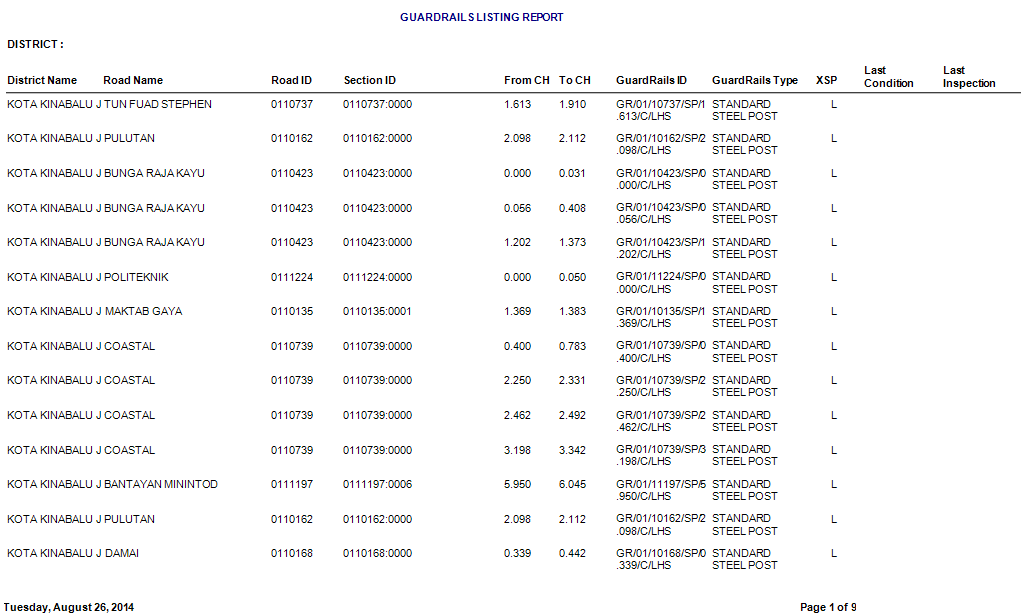 GUARDRAILS LISTING REPORT
DISTRICT :
District Name Road Name Road ID Section ID From CH To CH GuardRails ID GuardRails Type XSP Last Condition Last Inspection
KOTA KINABALU J TUN FUAD STEPHEN 0110737 0110737:0000 1.613 1.910 GR/01/10737/SP/1 STANDARD L
.613/C/LHS STEEL POST
KOTA KINABALU J PULUTAN 0110162 0110162:0000 2.098 2.112 GR/01/10162/SP/2 STANDARD L
.098/C/LHS STEEL POST
KOTA KINABALU J BUNGA RAJA KAYU 0110423 0110423:0000 0.000 0.031 GR/01/10423/SP/0 STANDARD L
.000/C/LHS STEEL POST
KOTA KINABALU J BUNGA RAJA KAYU 0110423 0110423:0000 0.056 0.408 GR/01/10423/SP/0 STANDARD L
.056/C/LHS STEEL POST
KOTA KINABALU J BUNGA RAJA KAYU 0110423 0110423:0000 1.202 1.373 GR/01/10423/SP/1 STANDARD L
.202/C/LHS STEEL POST
KOTA KINABALU J POLITEKNIK 0111224 0111224:0000 0.000 0.050 GR/01/11224/SP/0 STANDARD L
.000/C/LHS STEEL POST
KOTA KINABALU J MAKTAB GAYA 0110135 0110135:0001 1.369 1.383 GR/01/10135/SP/1 STANDARD L
.369/C/LHS STEEL POST
KOTA KINABALU J COASTAL 0110739 0110739:0000 0.400 0.783 GR/01/10739/SP/0 STANDARD L
.400/C/LHS STEEL POST
KOTA KINABALU J COASTAL 0110739 0110739:0000 2.250 2.331 GR/01/10739/SP/2 STANDARD L
.250/C/LHS STEEL POST
KOTA KINABALU J COASTAL 0110739 0110739:0000 2.462 2.492 GR/01/10739/SP/2 STANDARD L
.462/C/LHS STEEL POST
KOTA KINABALU J COASTAL 0110739 0110739:0000 3.198 3.342 GR/01/10739/SP/3 STANDARD L
.198/C/LHS STEEL POST
KOTA KINABALU J BANTAYAN MININTOD 0111197 0111197:0006 5.950 6.045 GR/01/11197/SP/5 STANDARD L
.950/C/LHS STEEL POST
KOTA KINABALU J PULUTAN 0110162 0110162:0000 2.098 2.112 GR/01/10162/SP/2 STANDARD L
.098/C/LHS STEEL POST
KOTA KINABALU J DAMAI 0110168 0110168:0000 0.339 0.442 GR/01/10168/SP/0 STANDARD L
.339/C/LHS STEEL POST
Tuesday, August 26, 2014 Page 1 of 9